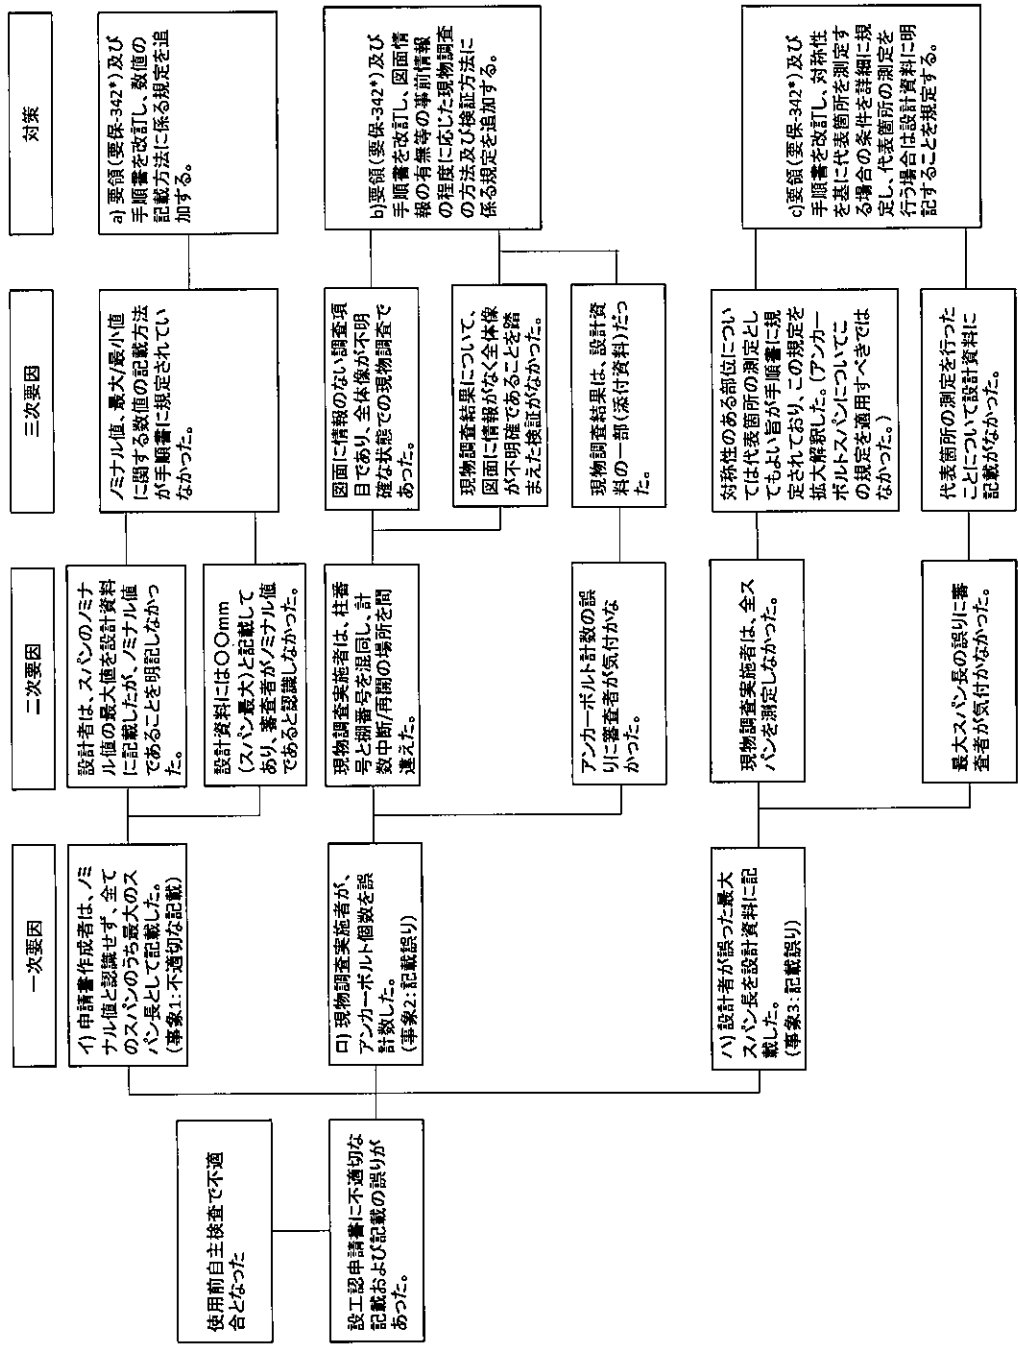 使用前自主検査で不適
合となった
設工認申請書に不適切な
記載および記載の誤りが
あった。
一次要因
イ) 申請書作成者は、ノミ
ナル値と認識せず、全て
のスパンのうち最大のス
パン長として記載した。
(事象1:不適切な記載)
ロ) 現物調査実施者が、
アンカーボルト個数を誤
計数した。
(事象2:記載誤り)
ハ) 設計者が誤った最大
スパン長を設計資料に記
載した。
(事象3:記載誤り)
二次要因
設計者は、スパンのノミナ
ル値の最大値を設計資料
に記載したが、ノミナル値
であることを明記しなかっ
た。
設計資料には〇〇mm
(スパン最大)と記載して
あり、審査者がノミナル値
であると認識しなかった。
現物調査実施者は、柱番
号と棚番号を混同し、計
数中断/再開の場所を間
違えた。
アンカーボルト計数の誤
りに審査者が気付かな
かった。
現物調査実施者は、全ス
パンを測定しなかった。
最大スパン長の誤りに審
査者が気付かなかった。
三次要因
ノミナル値、最大/最小値
に関する数値の記載方法
が手順書に規定されてい
なかった。
図面に情報のない調査項
目であり、全体像が不明
確な状態での現物調査で
あった。
現物調査結果について、
図面に情報がなく全体像
が不明確であることを踏
まえた検証がなかった。
現物調査結果は、設計資
料の一部(添付資料)だっ
た。
対称性のある部位につい
ては代表箇所の測定とし
てもよい旨が手順書に規
定されており、この規定を
拡大解釈した。(アンカー
ボルトスパンについてこ
の規定を適用すべきでは
なかった。)
代表箇所の測定を行った
ことについて設計資料に
記載がなかった。
対策
a) 要領(要保-342*)及び
手順書を改訂し、数値の
記載方法に係る規定を追
加する。
b)要領(要保-342*)及び
手順書を改訂し、図面情
報の有無等の事前情報
の程度に応じた現物調査
の方法及び検証方法に
係る規定を追加する。
c)要領(要保-342*)及び
手順書を改訂し、対称性
を基に代表箇所を測定す
る場合の条件を詳細に規
定し、代表箇所の測定を
行う場合は設計資料に明
記することを規定する。